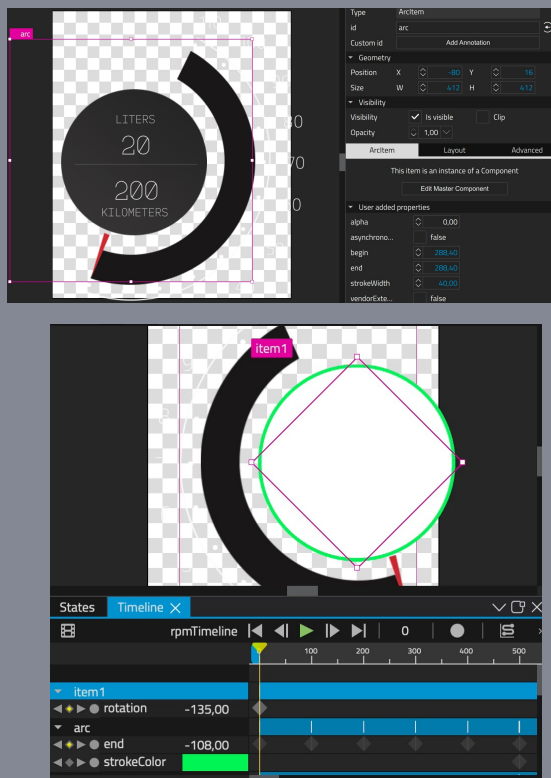 Type ArcItem
arc
id arc
Custom id Add Annotation
Geometry
Position X -80 Y 16
Size W 412 H 412
Visibility
Visibility Is visible Clip
Opacity 1,00
ArcItem Layout Advanced
This item is an instance of a Component
Edit Master Component
User added properties
alpha 0,00
asynchrono... false
begin 288,40
end 288,40
strokeWidth 40,00
vendorExte... false
LITERS
20
200
KILOMETERS
0
70
0
item1
States Timeline
rpmTimeline 0
100 200 300 400 500
item1
rotation -135,00
arc
end -108,00
strokeColor